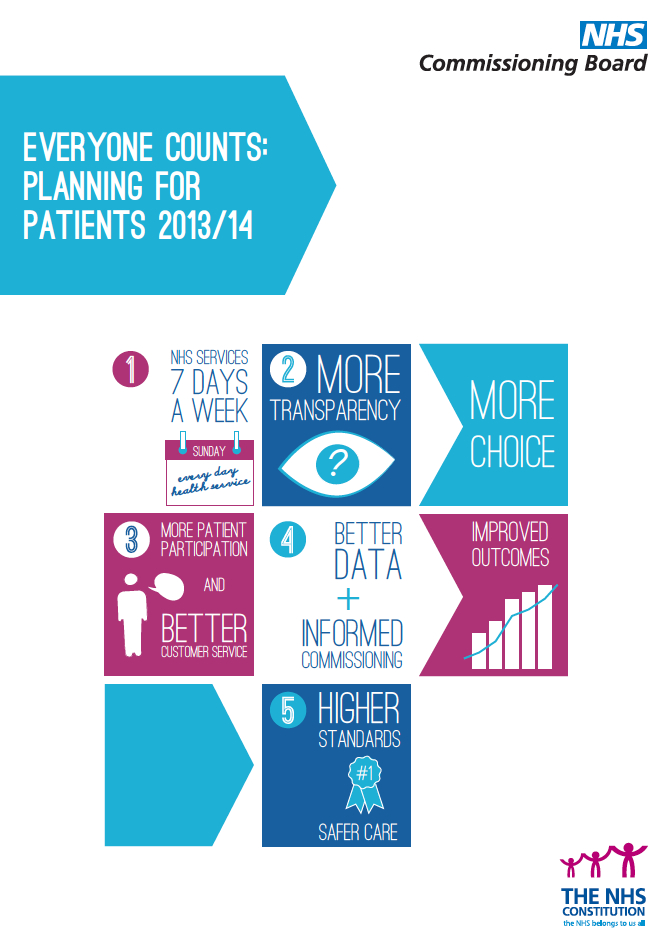 NHS
Commissioning Board
EVERYONE COUNTS:
PLANNING FOR
PATIENTS 2013/14
1
NHS SERVICES
7 DAYS
A WEEK
SUNDAY
every day
health service
2
MORE
TRANSPARENCY
?
MORE
CHOICE
3
MORE PATIENT
PARTICIPATION
AND
BETTER
CUSTOMER SERVICE
4
BETTER
DATA
+
INFORMED
COMMISSIONING
IMPROVED
OUTCOMES
5
HIGHER
STANDARDS
#1
SAFER CARE
THE NHS
CONSTITUTION
the NHS belongs to us all